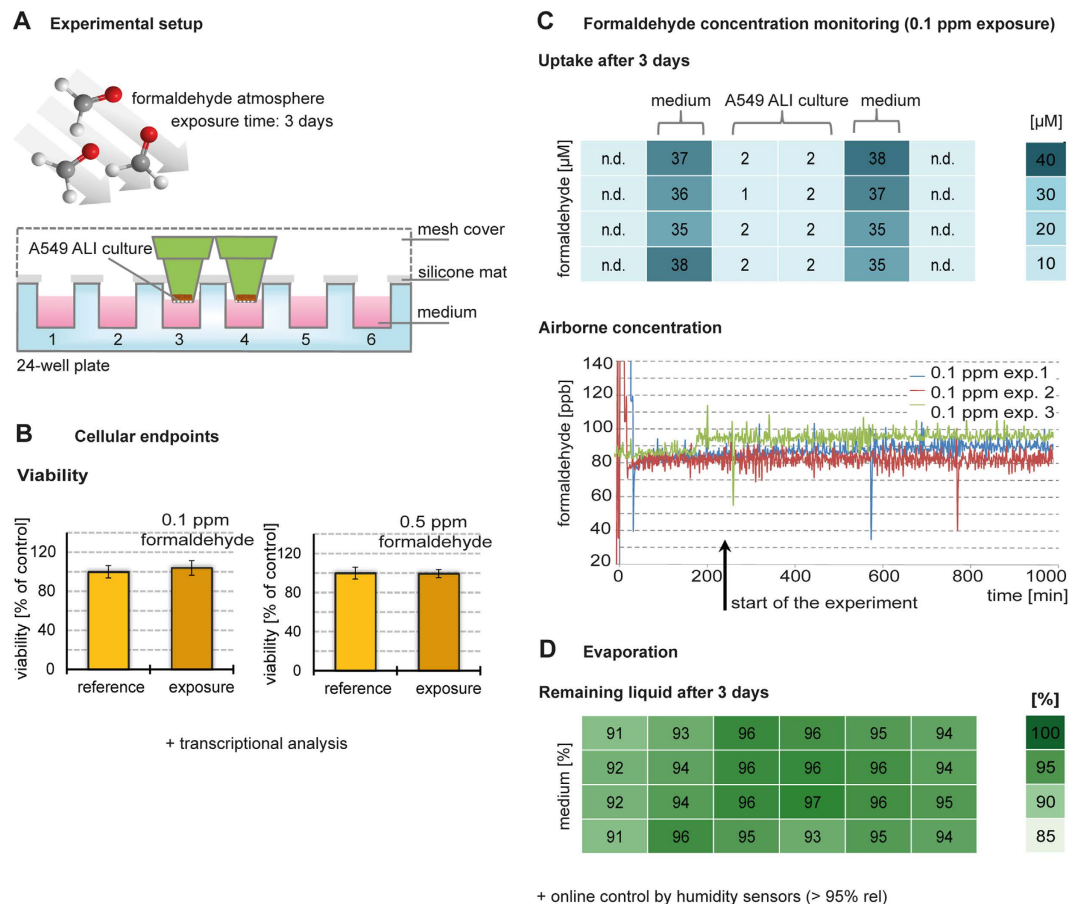 A Experimental setup
formaldehyde atmosphere
exposure time: 3 days
mesh cover
A549 ALI culture
silicone mat
medium
1 2 3 4 5 6
24-well plate
B Cellular endpoints
Viability
0.1 ppm
formaldehyde
viability [% of control]
120
80
40
0
reference exposure
0.5 ppm
formaldehyde
viability [% of control]
120
80
40
0
reference exposure
+ transcriptional analysis
C Formaldehyde concentration monitoring (0.1 ppm exposure)
Uptake after 3 days
medium A549 ALI culture medium
[µM]
formaldehyde [µM]
n.d. 37 2 2 38 n.d. 40
n.d. 36 1 2 37 n.d. 30
n.d. 35 2 2 35 n.d. 20
n.d. 38 2 2 35 n.d. 10
Airborne concentration
formaldehyde [ppb]
140
120
100
80
60
40
20
0.1 ppm exp.1
0.1 ppm exp. 2
0.1 ppm exp. 3
0 200 400 600 800 1000
time [min]
start of the experiment
D Evaporation
Remaining liquid after 3 days
[%]
medium [%]
91 93 96 96 95 94 100
92 94 96 96 96 94 95
92 94 96 97 96 95 90
91 96 95 93 95 94 85
+ online control by humidity sensors (> 95% rel)